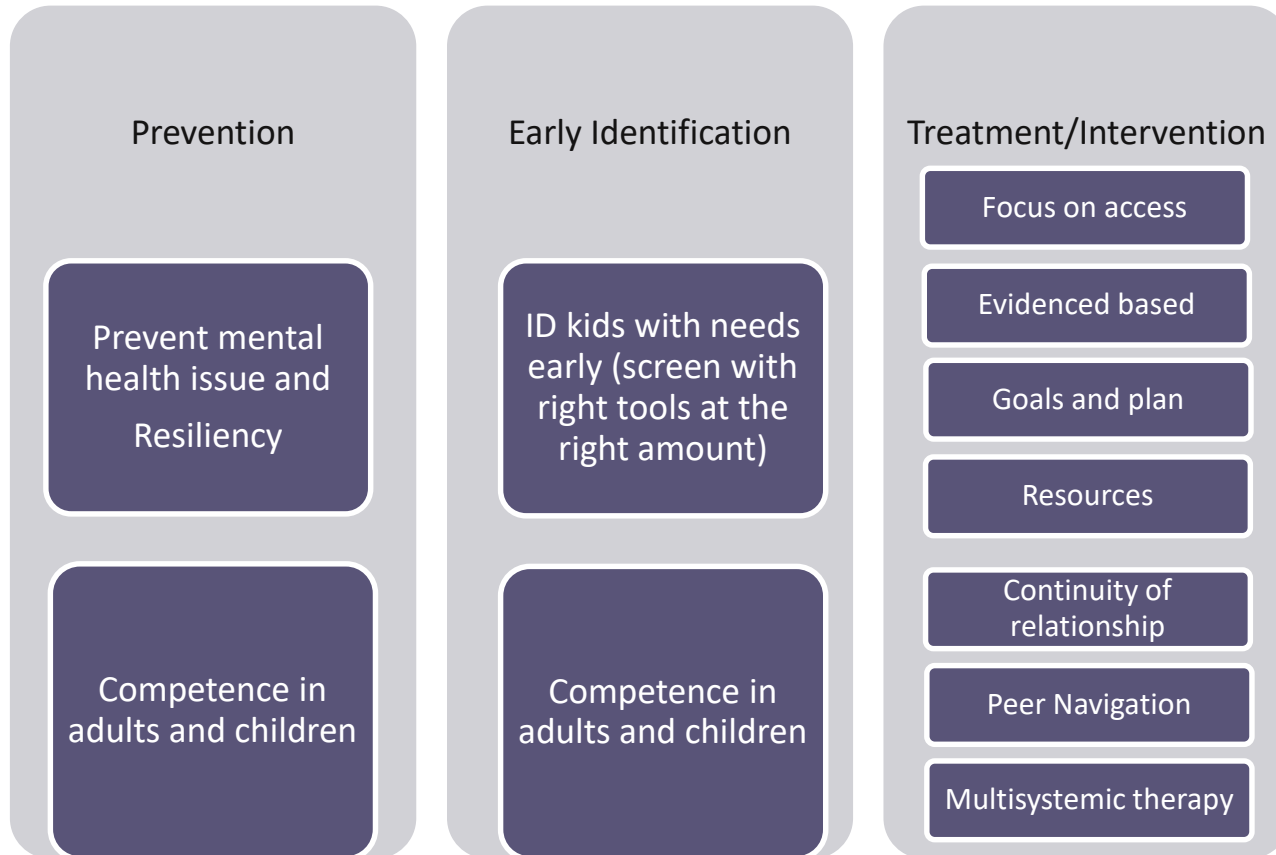 Prevention
Prevent mental
health issue and
Resiliency
Competence in
adults and children
Early Identification
ID kids with needs
early (screen with
right tools at the
right amount)
Competence in
adults and children
Treatment/Intervention
Focus on access
Evidenced based
Goals and plan
Resources
Continuity of
relationship
Peer Navigation
Multisystemic therapy